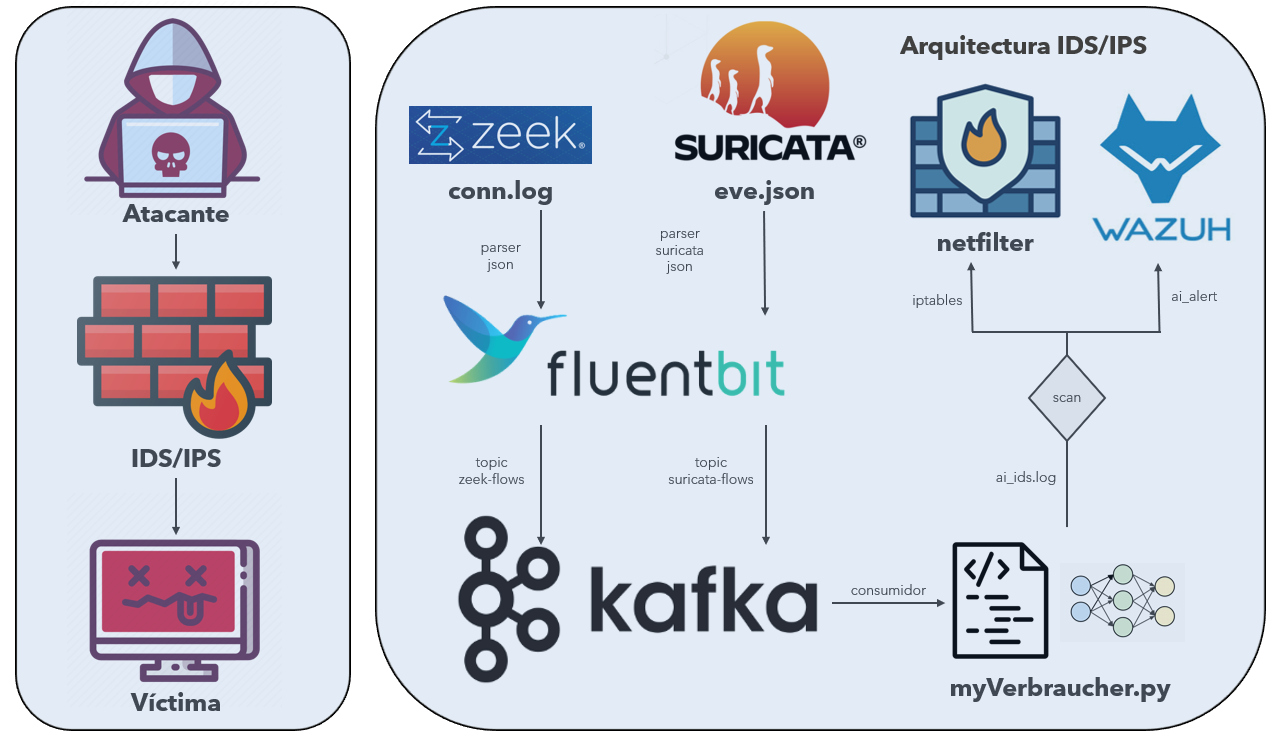 Atacante
IDS/IPS
Víctima
Arquitectura IDS/IPS
zeek®
conn.log
SURICATA®
eve.json
netfilter
WAZUH
parser
json
parser
suricata
json
iptables
ai_alert
fluentbit
scan
topic
zeek-flows
topic
suricata-flows
ai_ids.log
kafka
consumidor
</>
myVerbraucher.py